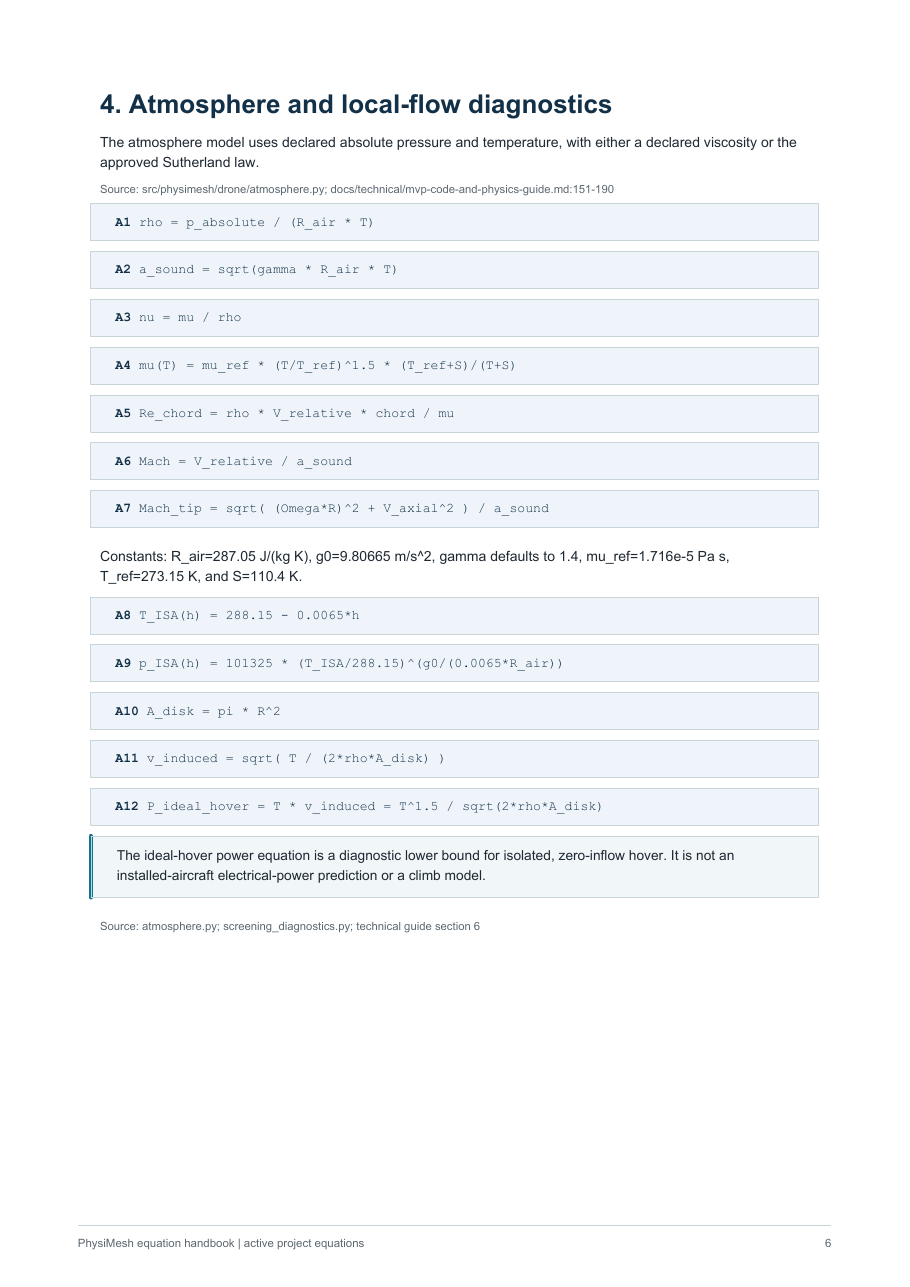 4. Atmosphere and local-flow diagnostics
The atmosphere model uses declared absolute pressure and temperature, with either a declared viscosity or the
approved Sutherland law.
Source: src/physimesh/drone/atmosphere.py; docs/technical/mvp-code-and-physics-guide.md:151-190
A1 rho = p_absolute / (R_air * T)
A2 a_sound = sqrt(gamma * R_air * T)
A3 nu = mu / rho
A4 mu(T) = mu_ref * (T/T_ref)^1.5 * (T_ref+S)/(T+S)
A5 Re_chord = rho * V_relative * chord / mu
A6 Mach = V_relative / a_sound
A7 Mach_tip = sqrt( (Omega*R)^2 + V_axial^2 ) / a_sound
Constants: R_air=287.05 J/(kg K), g0=9.80665 m/s^2, gamma defaults to 1.4, mu_ref=1.716e-5 Pa s,
T_ref=273.15 K, and S=110.4 K.
A8 T_ISA(h) = 288.15 - 0.0065*h
A9 p_ISA(h) = 101325 * (T_ISA/288.15)^(g0/(0.0065*R_air))
A10 A_disk = pi * R^2
A11 v_induced = sqrt( T / (2*rho*A_disk) )
A12 P_ideal_hover = T * v_induced = T^1.5 / sqrt(2*rho*A_disk)
The ideal-hover power equation is a diagnostic lower bound for isolated, zero-inflow hover. It is not an
installed-aircraft electrical-power prediction or a climb model.
Source: atmosphere.py; screening_diagnostics.py; technical guide section 6
PhysiMesh equation handbook | active project equations
6